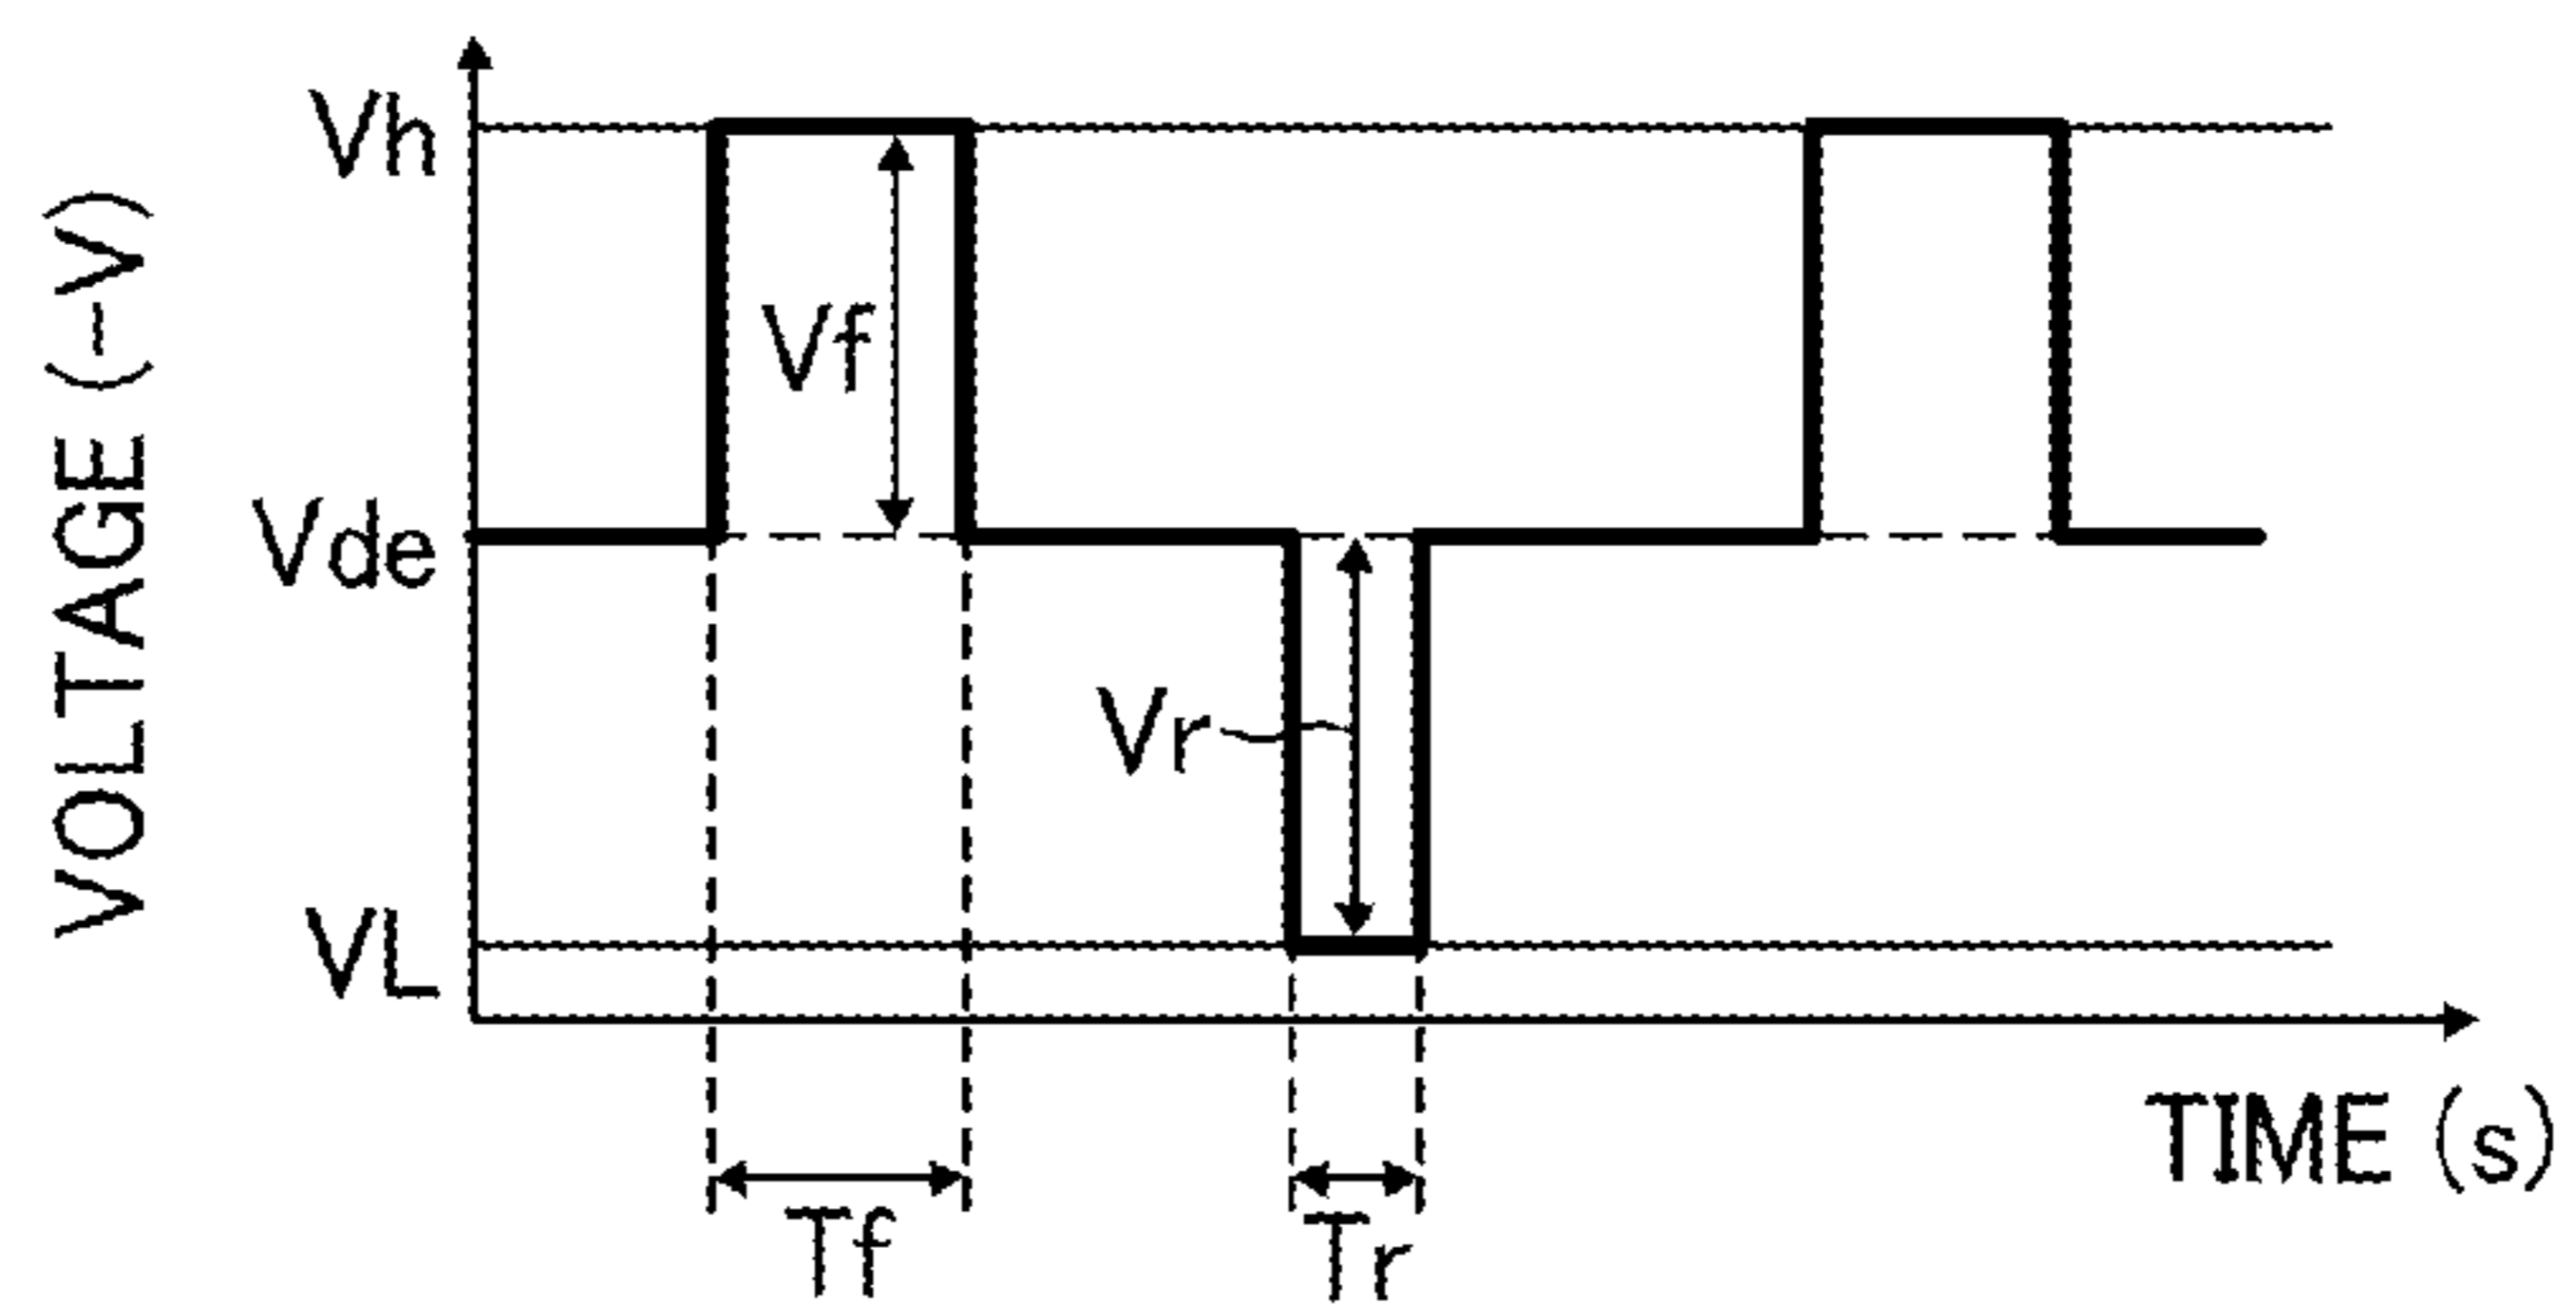 Vh
Vf
Vde
Vr
VL
VOLTAGE (-V)
TIME (s)
Tf
Tr